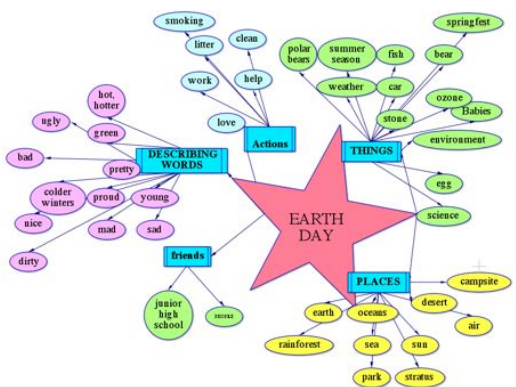 smoking
litter
clean
work
help
love
Actions
polar
bears
summer
season
fish
springfest
bear
weather
car
ozone
Babies
stone
environment
THINGS
egg
science
hot,
hotter
ugly
green
bad
DESCRIBING
WORDS
pretty
colder
winters
proud
young
nice
mad
sad
dirty
EARTH
DAY
friends
junior
high
school
PLACES
campsite
earth
oceans
desert
air
rainforest
sea
sun
park
stratus